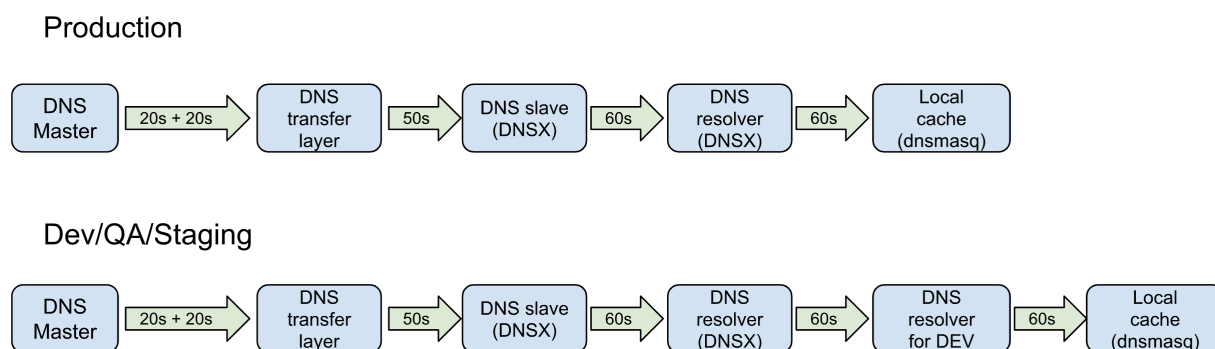 Production
DNS
Master
20s + 20s
DNS
transfer
layer
50s
DNS slave
(DNSX)
60s
DNS
resolver
(DNSX)
60s
Local
cache
(dnsmasq)
Dev/QA/Staging
DNS
Master
20s + 20s
DNS
transfer
layer
50s
DNS slave
(DNSX)
60s
DNS
resolver
(DNSX)
60s
DNS
resolver
for DEV
60s
Local
cache
(dnsmasq)